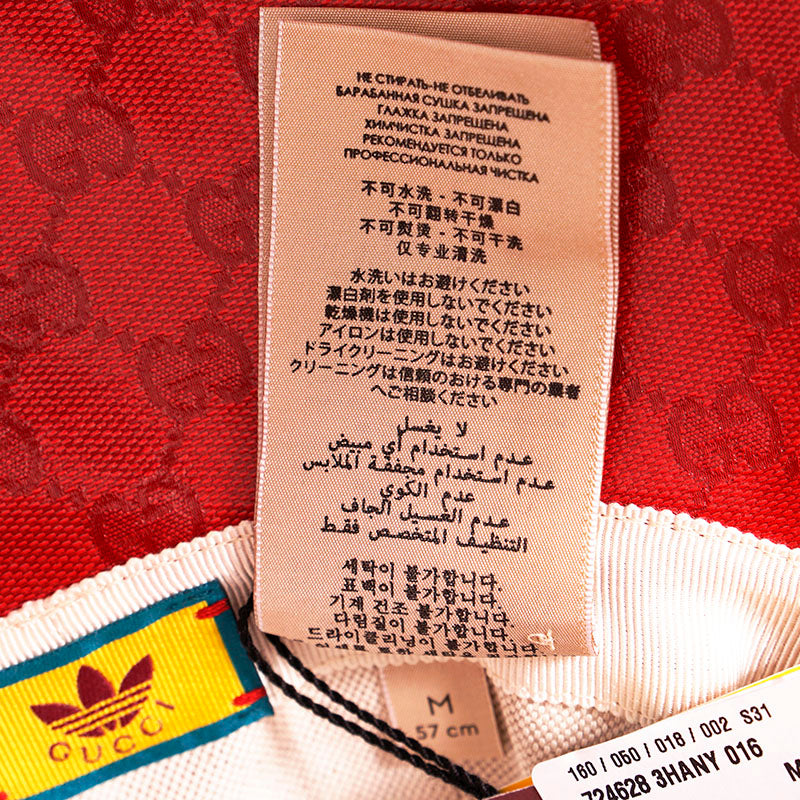 НЕ СТИРАТЬ-НЕ ОТБЕЛИВАТЬ
БАРАБАННАЯ СУШКА ЗАПРЕЩЕНА
ГЛАЖКА ЗАПРЕЩЕНА
ХИМЧИСТКА ЗАПРЕЩЕНА
РЕКОМЕНДУЕТСЯ ТОЛЬКО
ПРОФЕССИОНАЛЬНАЯ ЧИСТКА
不可水洗 - 不可漂白
不可翻转干燥
不可熨烫 - 不可干洗
仅专业清洗
水洗いはお避けください
漂白剤を使用しないでください
乾燥機は使用しないでください
アイロンは使用しないでください
ドライクリーニングはお避けください
クリーニングは信頼のおける専門の業者
へご相談ください
لا يغسل
عدم استخدام أي مبيض
عدم استخدام مجففة الملابس
عدم الكوي
عدم الغسيل الجاف
التنظيف المتخصص فقط
세탁이 불가합니다.
표백이 불가합니다.
기계 건조 불가합니다.
다림질이 불가합니다.
드라이클리닝이 불가합니다.
M
57 cm
GUCCI
160 / 050 / 018 / 002 S31
724628 3HANY 016
M